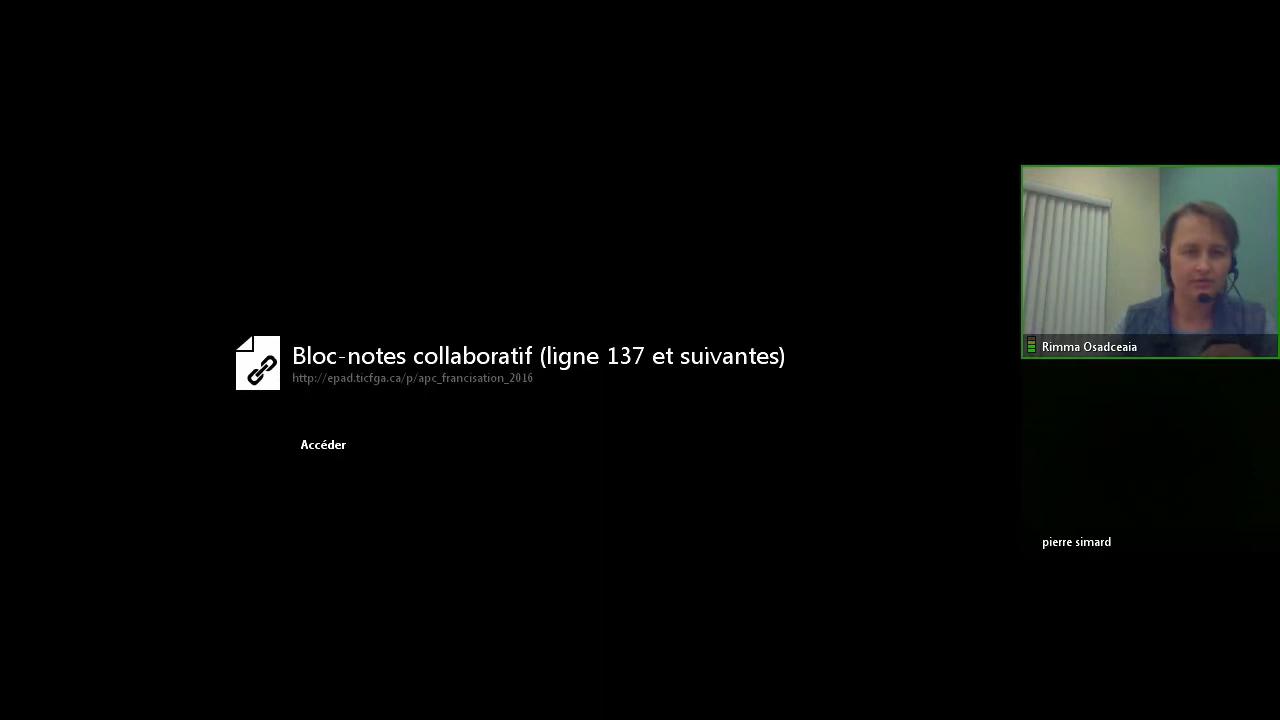 Bloc-notes collaboratif (ligne 137 et suivantes)
http://epad.ticfga.ca/p/apc_francisation_2016
Accéder
Rimma Osadceaia
pierre simard